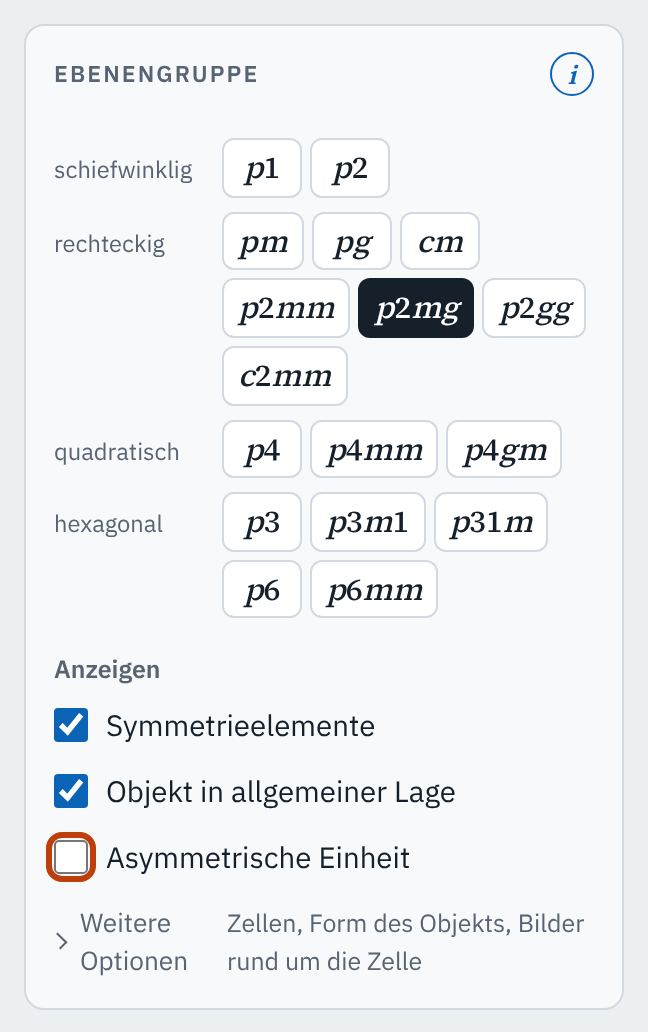 EBENENGRUPPE i
schiefwinklig p1 p2
rechteckig pm pg cm
p2mm p2mg p2gg
c2mm
quadratisch p4 p4mm p4gm
hexagonal p3 p3m1 p31m
p6 p6mm
Anzeigen
Symmetrieelemente
Objekt in allgemeiner Lage
Asymmetrische Einheit
Weitere Optionen
Zellen, Form des Objekts, Bilder
rund um die Zelle